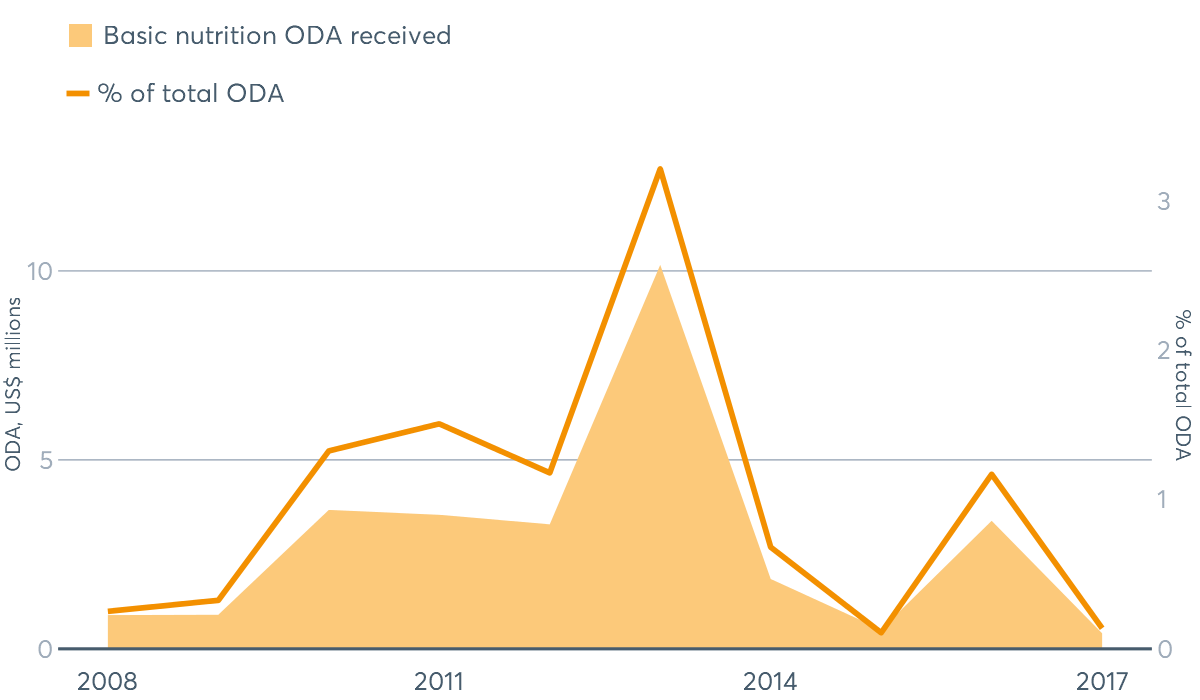 Basic nutrition ODA received
% of total ODA
3
10
2
5
1
0
0
ODA, US$ millions
% of total ODA
2008
2011
2014
2017